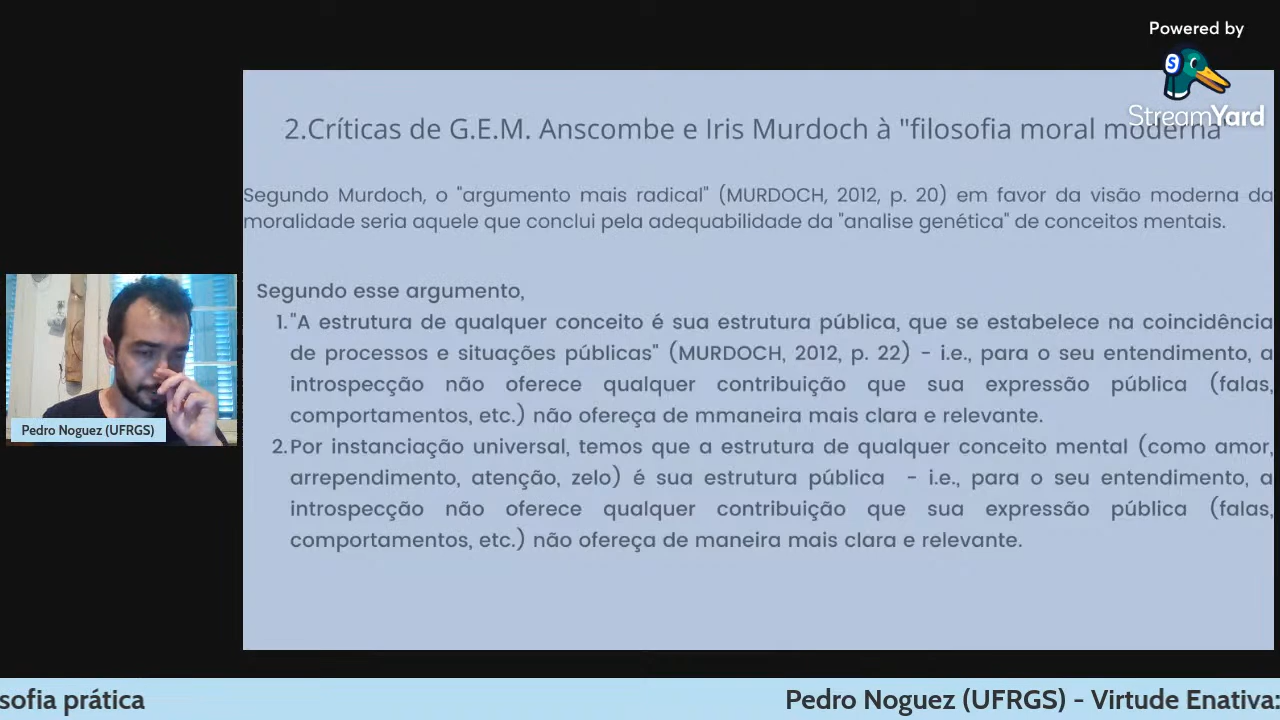 Powered by
StreamYard
2.Críticas de G.E.M. Anscombe e Iris Murdoch à "filosofia moral moderna"
Segundo Murdoch, o "argumento mais radical" (MURDOCH, 2012, p. 20) em favor da visão moderna da
moralidade seria aquele que conclui pela adequabilidade da "analise genética" de conceitos mentais.
Segundo esse argumento,
1."A estrutura de qualquer conceito é sua estrutura pública, que se estabelece na coincidência
de processos e situações públicas" (MURDOCH, 2012, p. 22) - i.e., para o seu entendimento, a
introspecção não oferece qualquer contribuição que sua expressão pública (falas,
comportamentos, etc.) não ofereça de mmaneira mais clara e relevante.
2.Por instanciação universal, temos que a estrutura de qualquer conceito mental (como amor,
arrependimento, atenção, zelo) é sua estrutura pública - i.e., para o seu entendimento, a
introspecção não oferece qualquer contribuição que sua expressão pública (falas,
comportamentos, etc.) não ofereça de maneira mais clara e relevante.
Pedro Noguez (UFRGS)
sofia prática
Pedro Noguez (UFRGS) - Virtude Enativa: